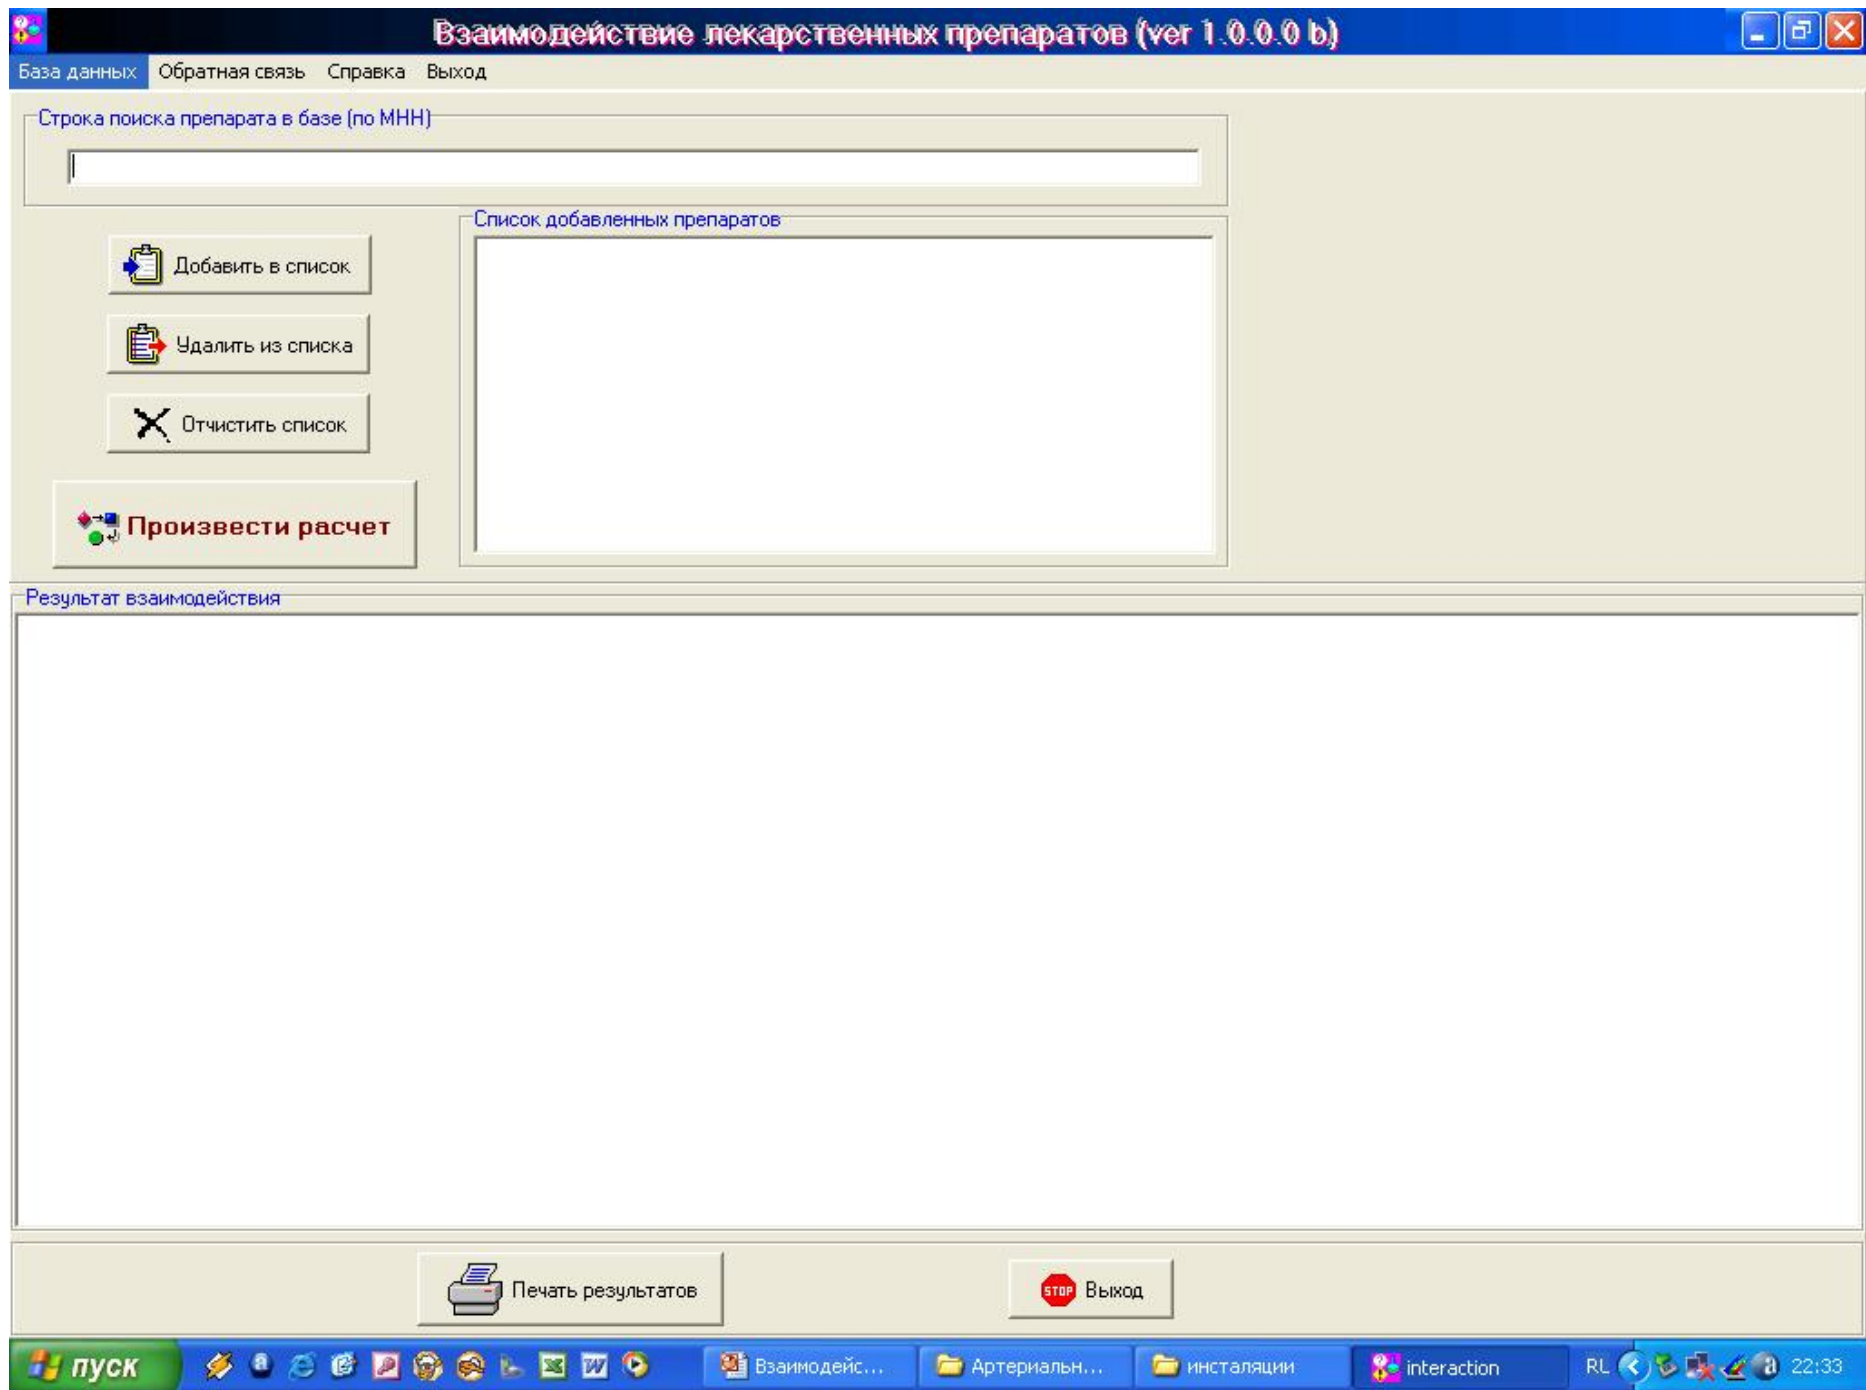 Взаимодействие лекарственных препаратов (ver 1.0.0.0 b)
База данных Обратная связь Справка Выход
Строка поиска препарата в базе (по МНН)
Список добавленных препаратов
Добавить в список
Удалить из списка
Отчистить список
Произвести расчет
Результат взаимодействия
Печать результатов
STOP Выход
пуск Взаимодейс... Артериальн... инсталяции interaction RL 22:33